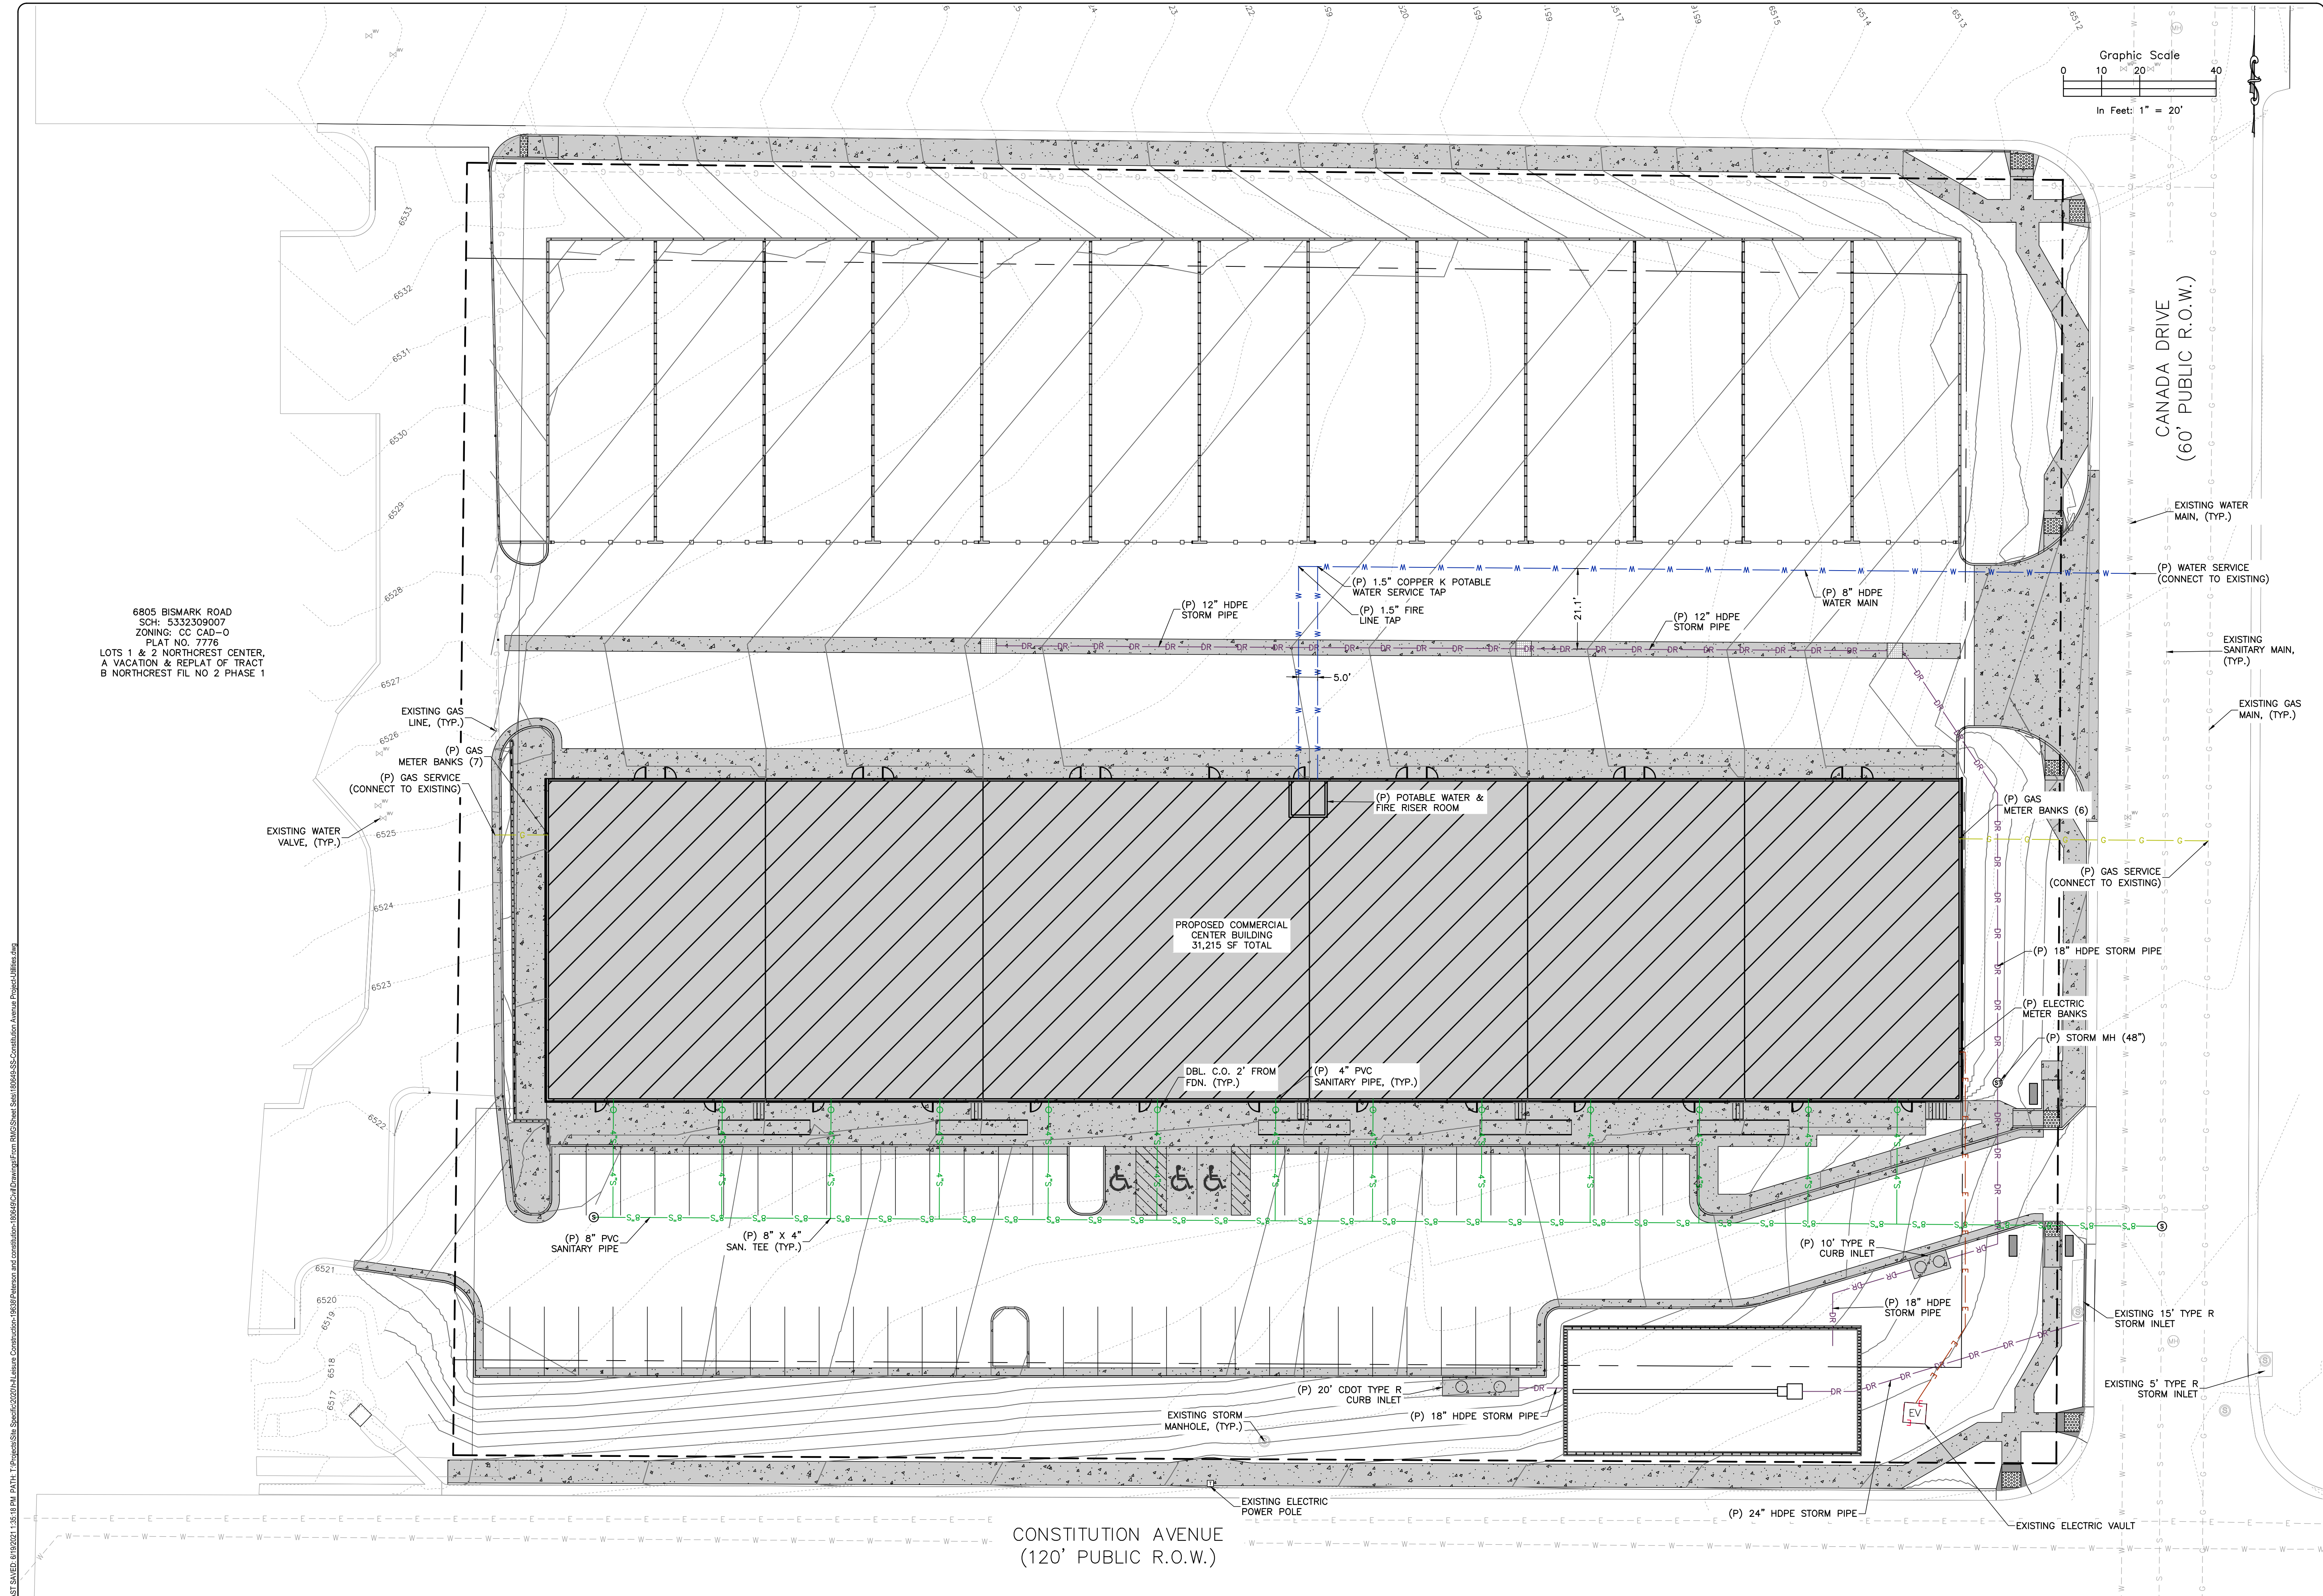 Graphic Scale
0 10 20 40
In Feet: 1" = 20'
22
6520
6517
6515
6514
6513
6512
MH
WV
WV
WV
WV
CANADA DRIVE
(60' PUBLIC R.O.W.)
6533
6532
6531
6530
6529
6528
6527
6526
6525
6524
6523
6522
6521
6520
6519
6518
6517
EXISTING WATER
MAIN, (TYP.)
(P) WATER SERVICE
(CONNECT TO EXISTING)
(P) 1.5" COPPER K POTABLE
WATER SERVICE TAP
(P) 1.5" FIRE
LINE TAP
(P) 8" HDPE
WATER MAIN
21.1'
(P) 12" HDPE
STORM PIPE
(P) 12" HDPE
STORM PIPE
5.0'
6805 BISMARK ROAD
SCH: 5332309007
ZONING: CC CAD-O
PLAT NO. 7776
LOTS 1 & 2 NORTHCREST CENTER,
A VACATION & REPLAT OF TRACT
B NORTHCREST FIL NO 2 PHASE 1
EXISTING
SANITARY MAIN,
(TYP.)
EXISTING GAS
MAIN, (TYP.)
EXISTING GAS
LINE, (TYP.)
(P) GAS
METER BANKS (7)
(P) GAS SERVICE
(CONNECT TO EXISTING)
WV
EXISTING WATER
VALVE, (TYP.)
WV
(P) POTABLE WATER &
FIRE RISER ROOM
(P) GAS
METER BANKS (6)
(P) GAS SERVICE
(CONNECT TO EXISTING)
PROPOSED COMMERCIAL
CENTER BUILDING
31,215 SF TOTAL
(P) 18" HDPE STORM PIPE
(P) ELECTRIC
METER BANKS
(P) STORM MH (48")
DBL. C.O. 2' FROM
FDN. (TYP.)
(P) 4" PVC
SANITARY PIPE, (TYP.)
(P) 8" PVC
SANITARY PIPE
(P) 8" X 4"
SAN. TEE (TYP.)
(P) 10' TYPE R
CURB INLET
(P) 18" HDPE
STORM PIPE
EXISTING 15' TYPE R
STORM INLET
EXISTING 5' TYPE R
STORM INLET
(P) 20' CDOT TYPE R
CURB INLET
(P) 18" HDPE STORM PIPE
EXISTING STORM
MANHOLE, (TYP.)
EV
EXISTING ELECTRIC
POWER POLE
(P) 24" HDPE STORM PIPE
EXISTING ELECTRIC VAULT
CONSTITUTION AVENUE
(120' PUBLIC R.O.W.)